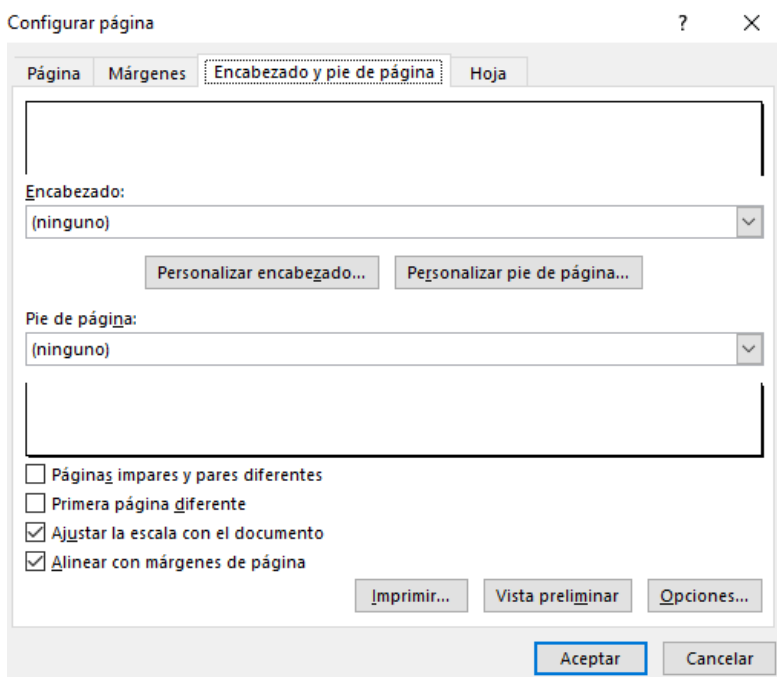 Configurar página
Página Márgenes Encabezado y pie de página Hoja
Encabezado:
(ninguno)
Personalizar encabezado... Personalizar pie de página...
Pie de página:
(ninguno)
Páginas impares y pares diferentes
Primera página diferente
Ajustar la escala con el documento
Alinear con márgenes de página
Imprimir... Vista preliminar Opciones...
Aceptar Cancelar